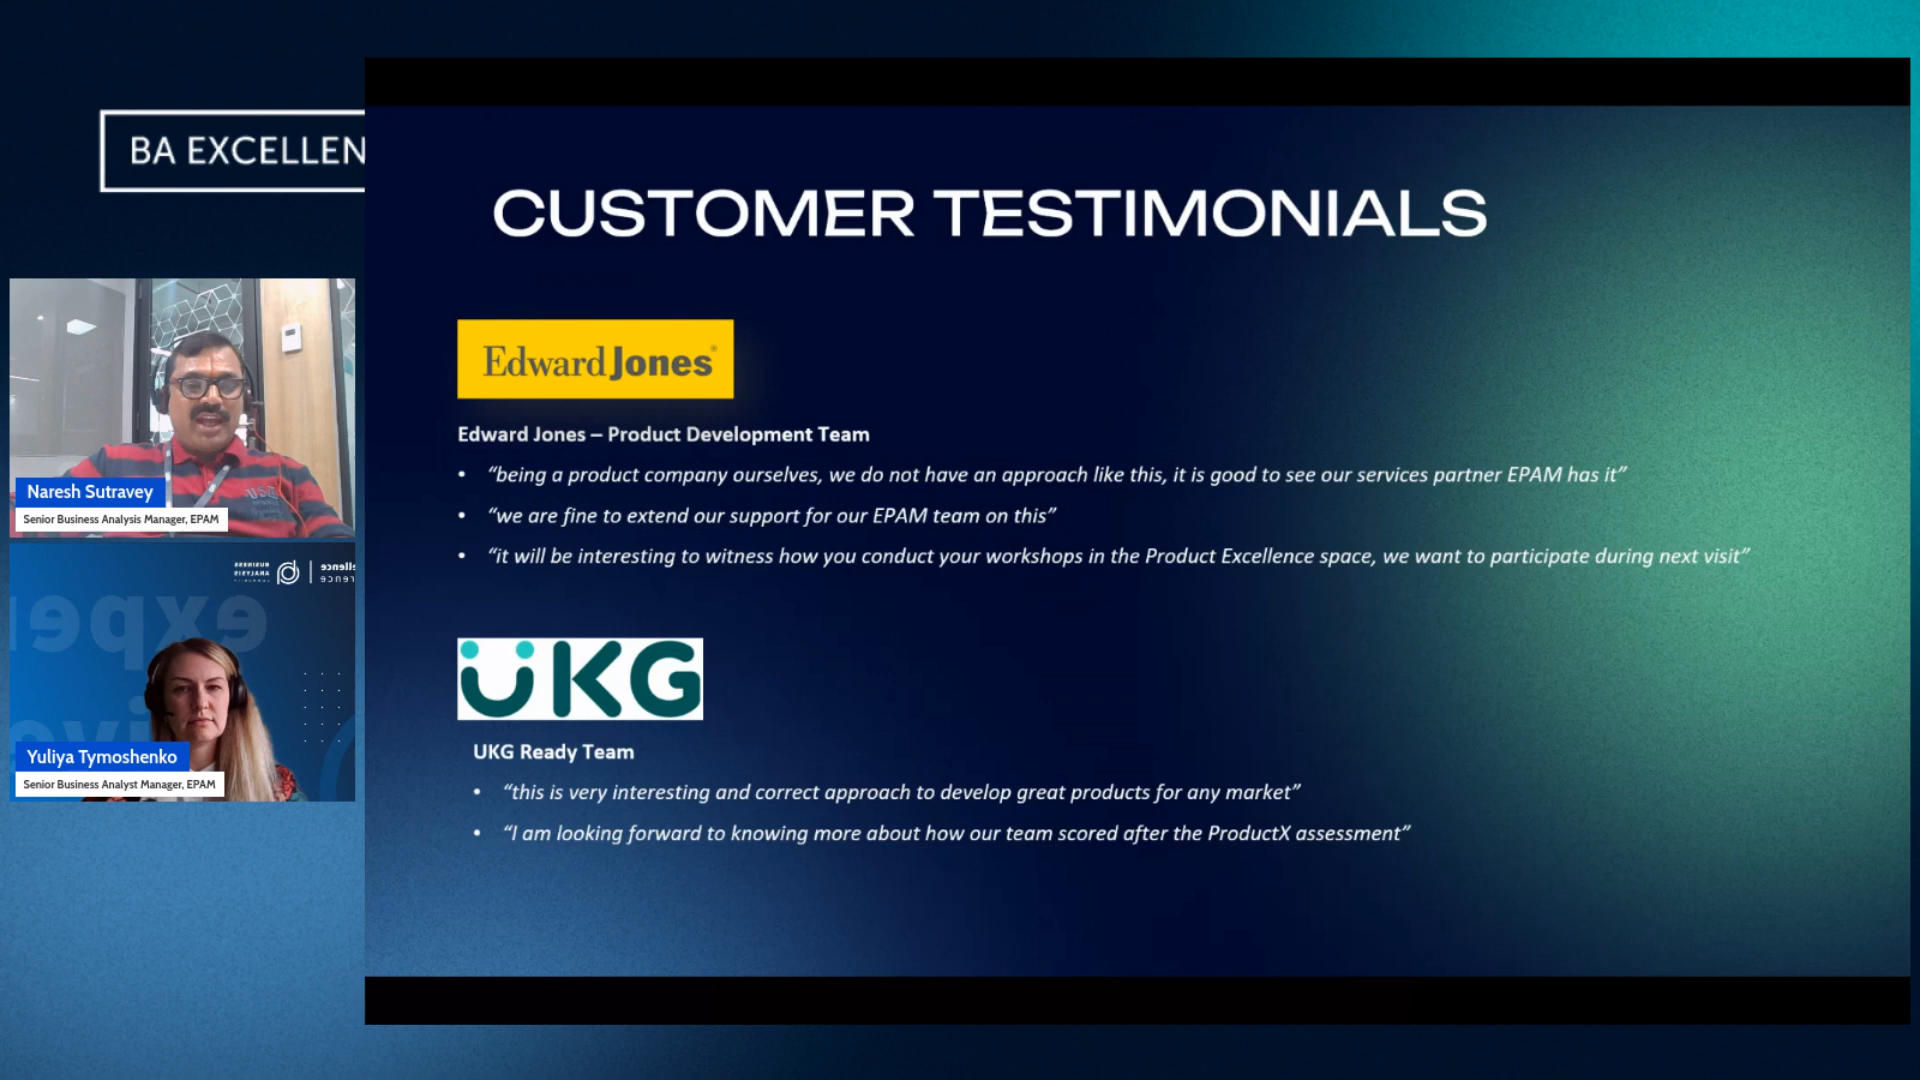 BA EXCELLEN
CUSTOMER TESTIMONIALS
Edward Jones
Edward Jones – Product Development Team
• “being a product company ourselves, we do not have an approach like this, it is good to see our services partner EPAM has it”
• “we are fine to extend our support for our EPAM team on this”
• “it will be interesting to witness how you conduct your workshops in the Product Excellence space, we want to participate during next visit”
UKG
UKG Ready Team
• “this is very interesting and correct approach to develop great products for any market”
• “I am looking forward to knowing more about how our team scored after the ProductX assessment”
Naresh Sutravey
Senior Business Analysis Manager, EPAM
BUSINESS
ANALYSIS
expe
Yuliya Tymoshenko
Senior Business Analyst Manager, EPAM